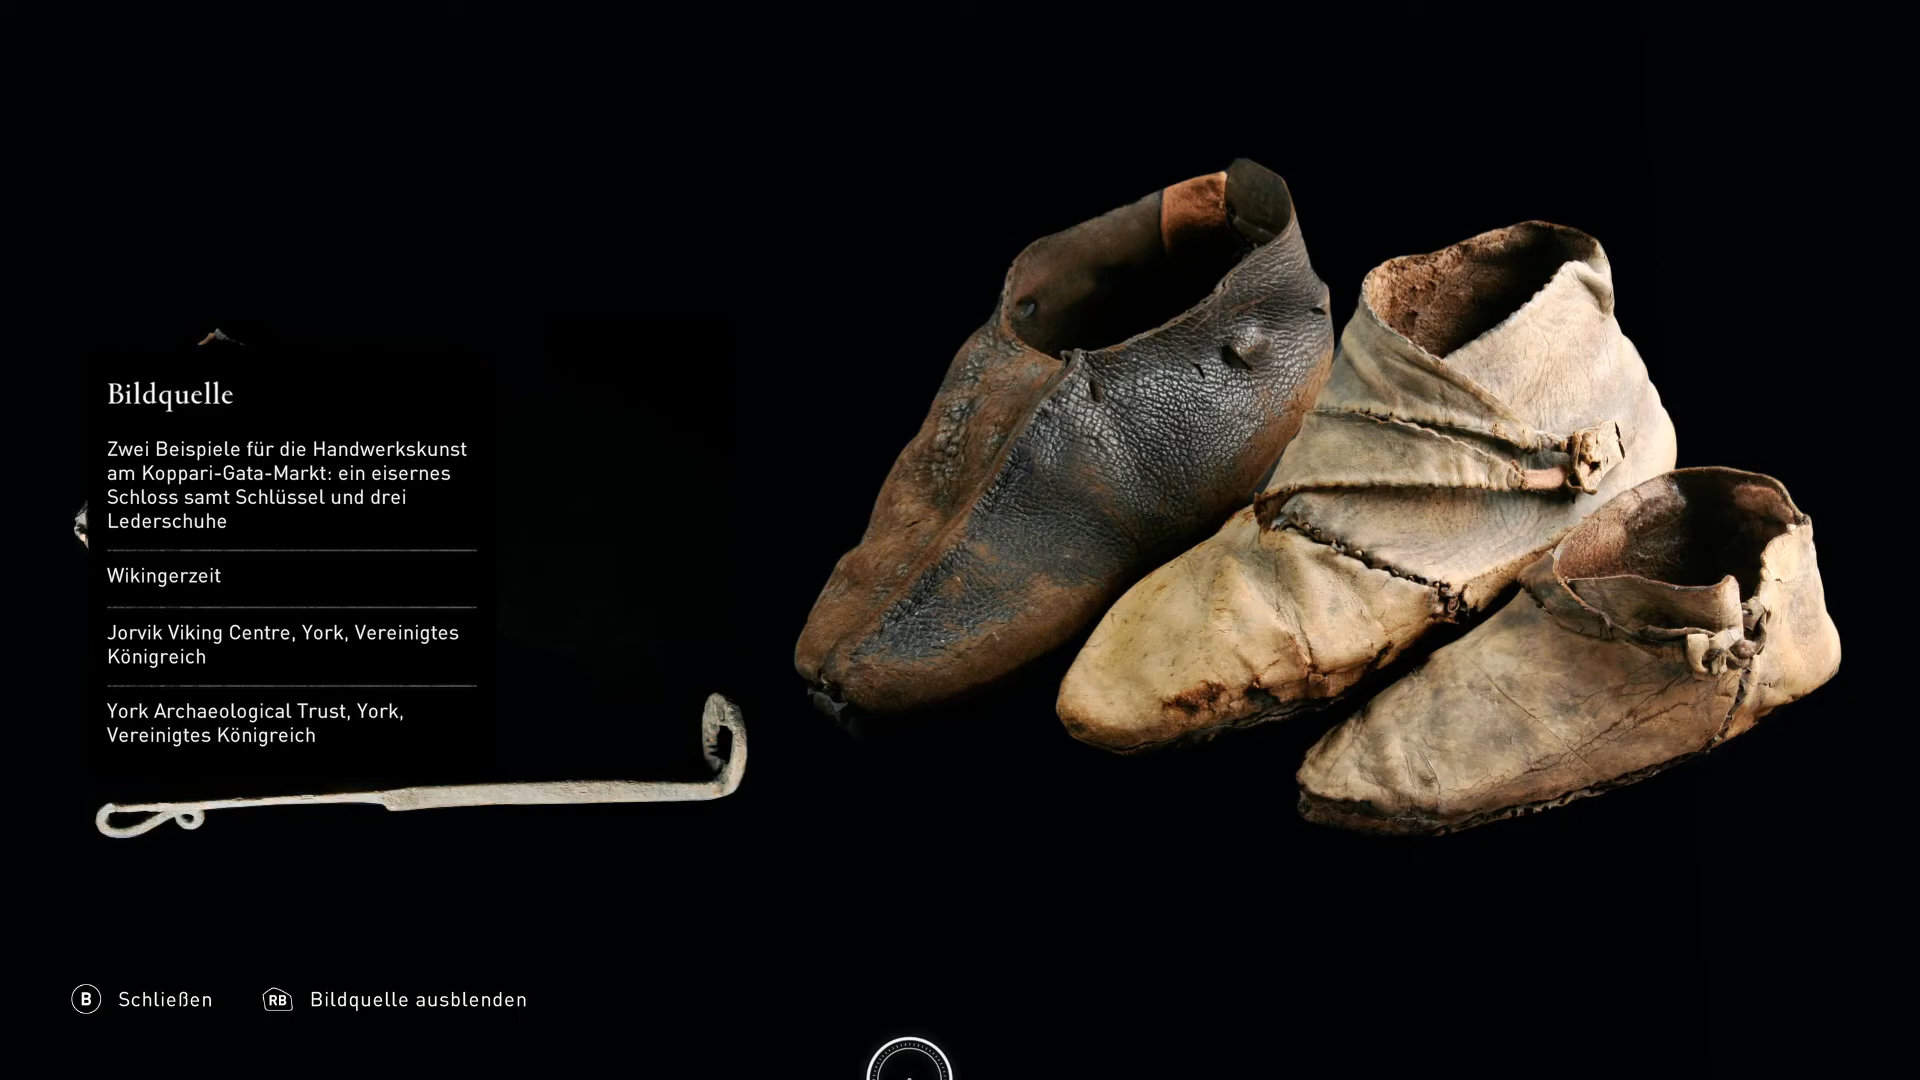 Bildquelle
Zwei Beispiele für die Handwerkskunst
am Koppari-Gata-Markt: ein eisernes
Schloss samt Schlüssel und drei
Lederschuhe
Wikingerzeit
Jorvik Viking Centre, York, Vereinigtes
Königreich
York Archaeological Trust, York,
Vereinigtes Königreich
B Schließen RB Bildquelle ausblenden